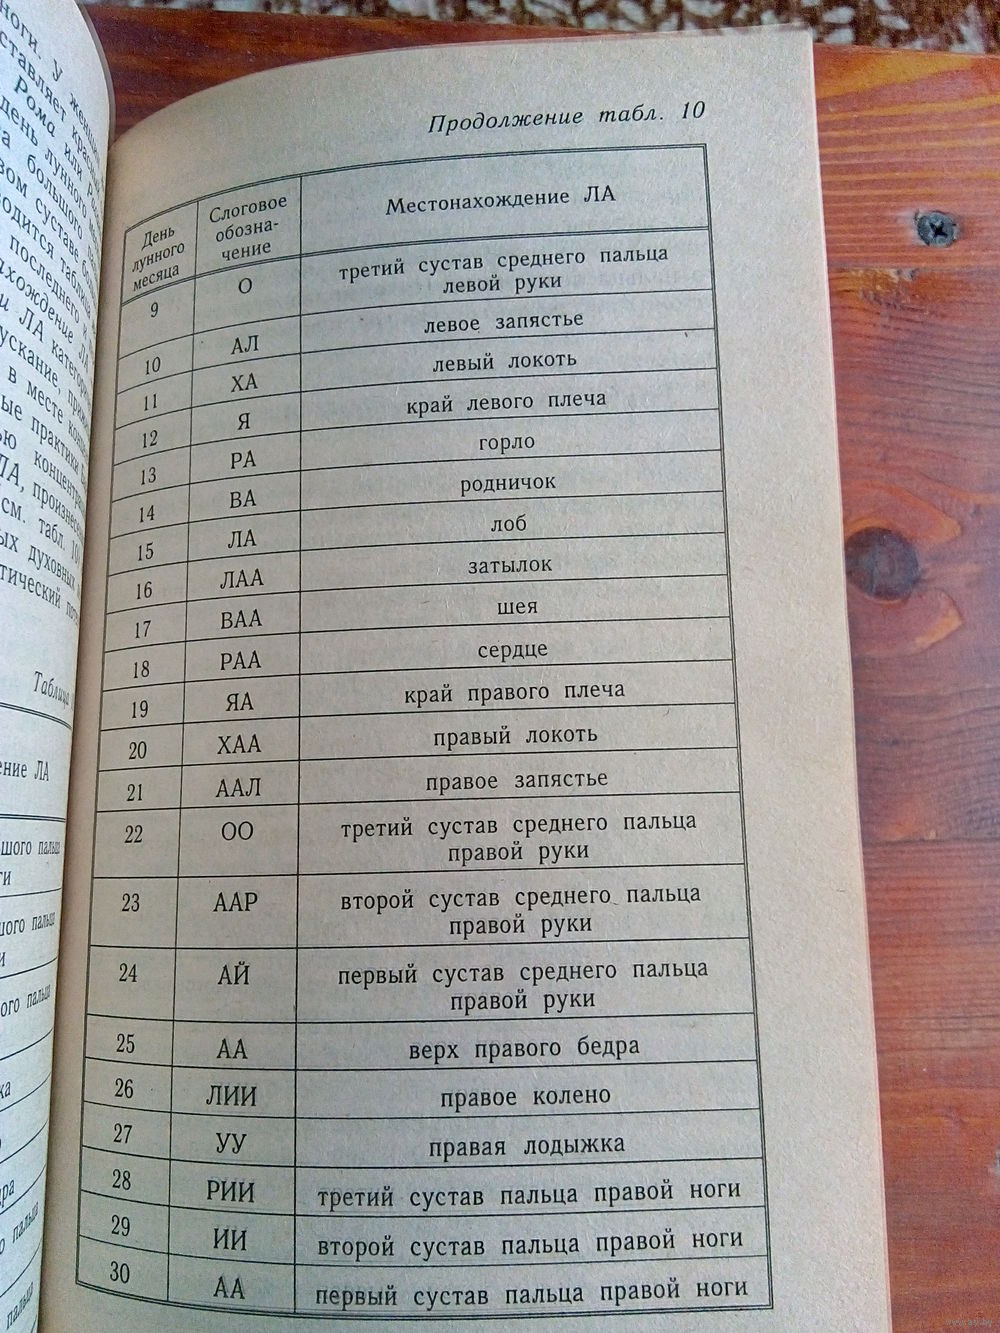 Продолжение табл. 10
День лунного месяца | Слоговое обозна- чение | Местонахождение ЛА
9 | О | третий сустав среднего пальца левой руки
10 | АЛ | левое запястье
11 | ХА | левый локоть
12 | Я | край левого плеча
13 | РА | горло
14 | ВА | родничок
15 | ЛА | лоб
16 | ЛАА | затылок
17 | ВАА | шея
18 | РАА | сердце
19 | ЯА | край правого плеча
20 | ХАА | правый локоть
21 | ААЛ | правое запястье
22 | ОО | третий сустав среднего пальца правой руки
23 | ААР | второй сустав среднего пальца правой руки
24 | АЙ | первый сустав среднего пальца правой руки
25 | АА | верх правого бедра
26 | ЛИИ | правое колено
27 | УУ | правая лодыжка
28 | РИИ | третий сустав пальца правой ноги
29 | ИИ | второй сустав пальца правой ноги
30 | АА | первый сустав пальца правой ноги